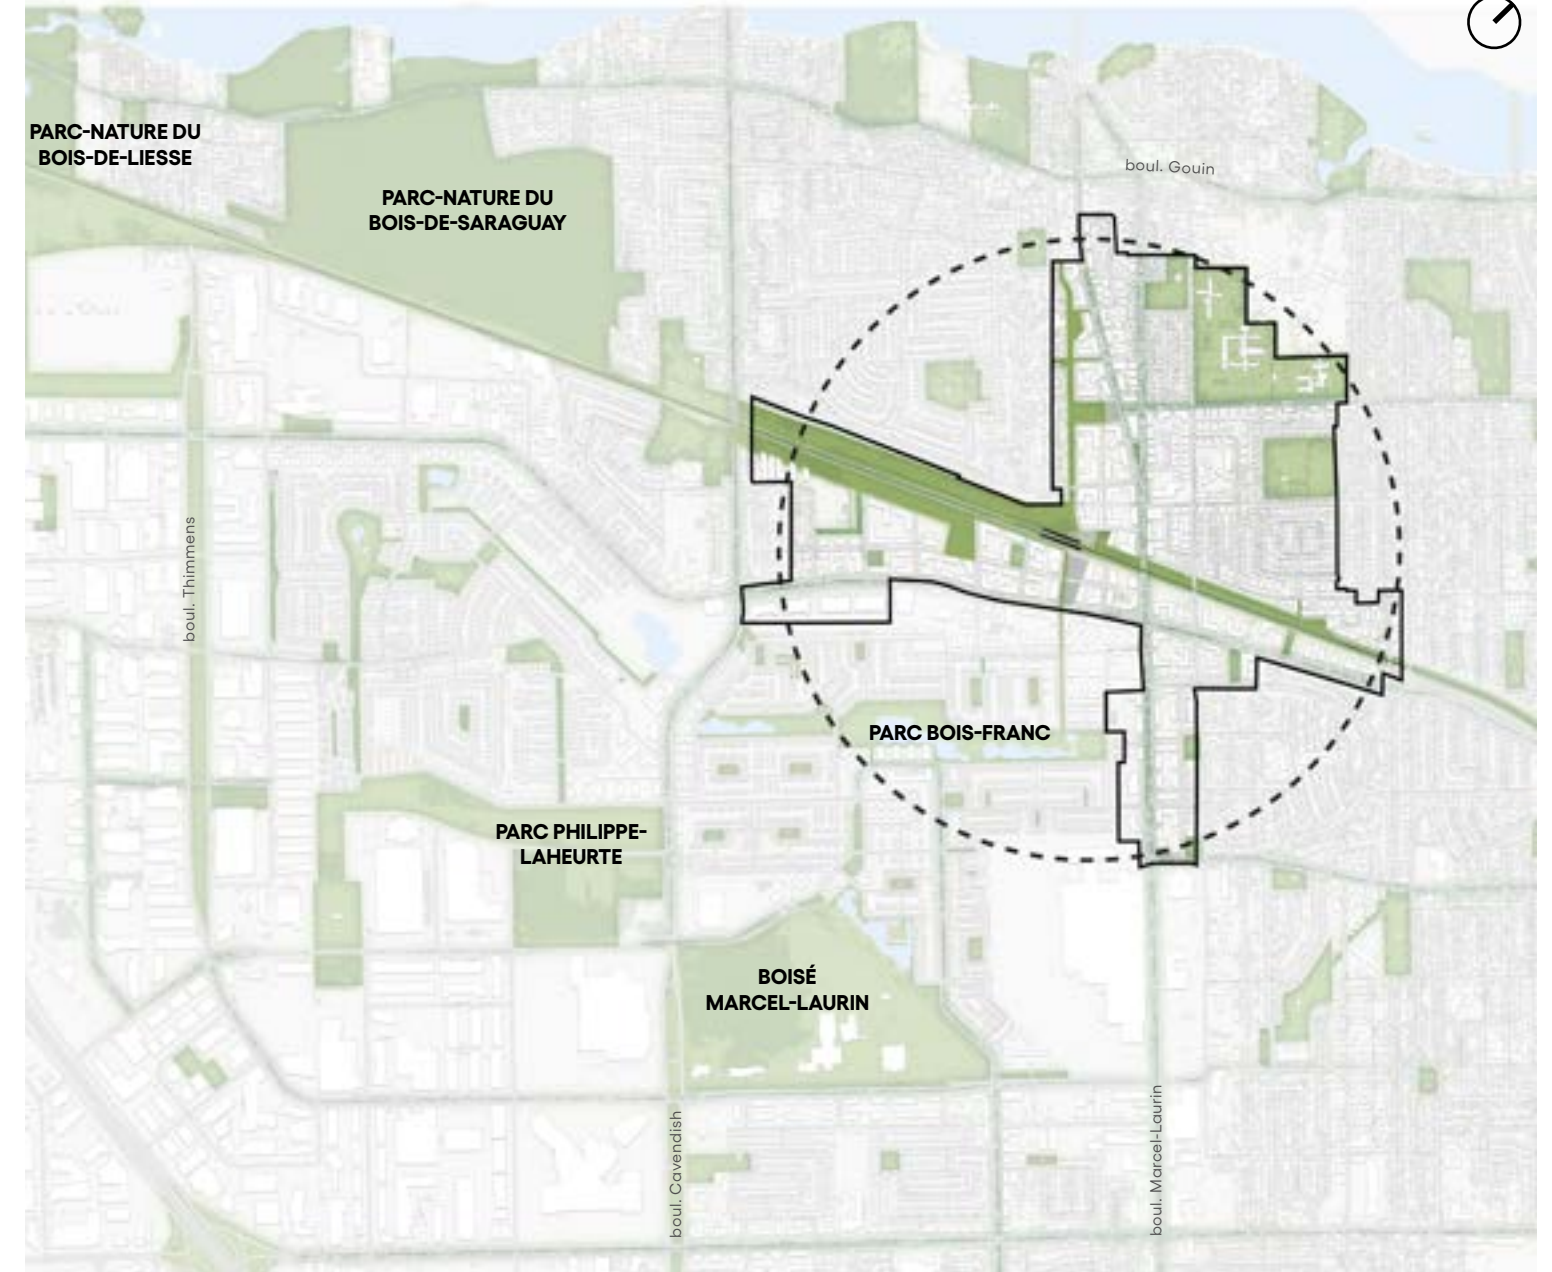 PARC-NATURE DU
BOIS-DE-LIESSE
boul. Gouin
PARC-NATURE DU
BOIS-DE-SARAGUAY
boul. Thimmens
PARC BOIS-FRANC
PARC PHILIPPE-
LAHEURTE
BOISÉ
MARCEL-LAURIN
boul. Cavendish
boul. Marcel-Laurin